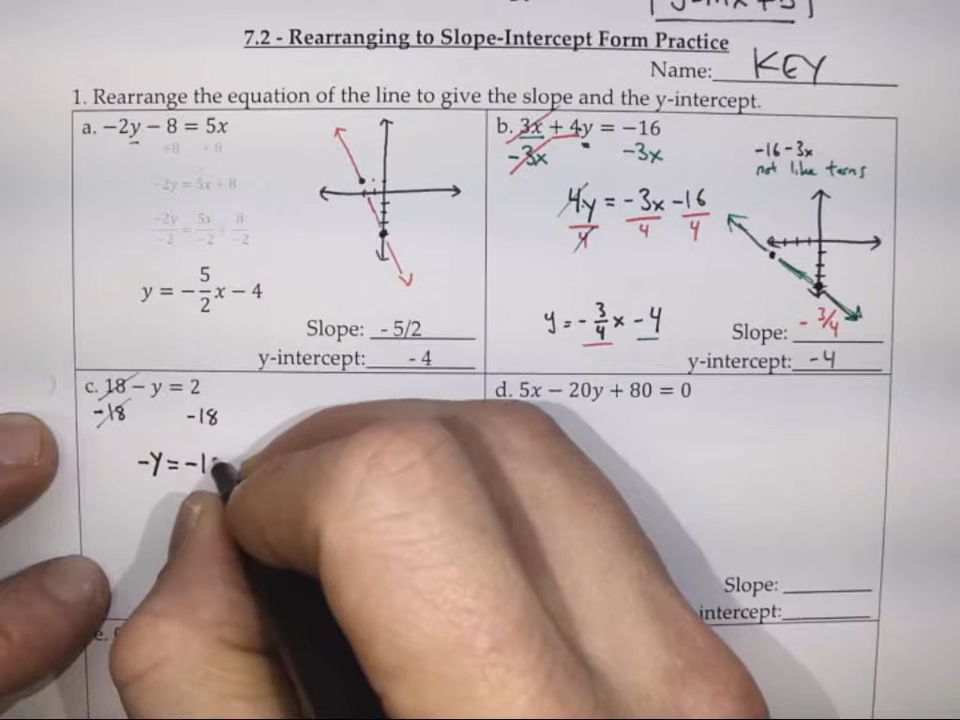 7.2 - Rearranging to Slope-Intercept Form Practice
Name: KEY
1. Rearrange the equation of the line to give the slope and the y-intercept.
a. −2y − 8 = 5x
+8 +8
-2y = 5x + 8
-2y/-2 = 5x/-2 + 8/-2
y = −5/2x − 4
Slope: - 5/2
y-intercept: - 4
b. 3x + 4y = −16
-3x -3x
-16 -3x
not like terms
4y/4 = -3x/4 -16/4
y = -3/4x -4
Slope: - 3/4
y-intercept: -4
c. 18 − y = 2
-18 -18
-y = -1
d. 5x − 20y + 80 = 0
Slope:
intercept:
e.